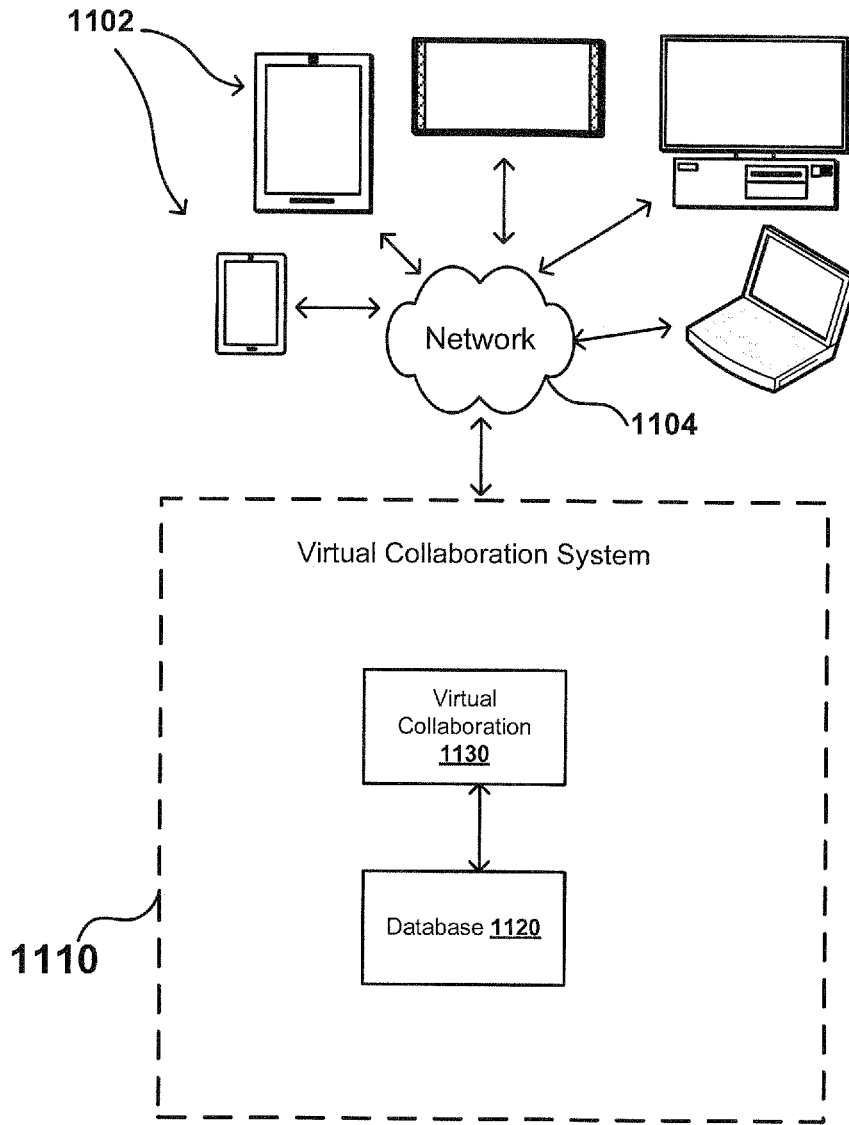 1102
Network
1104
Virtual Collaboration System
Virtual
Collaboration
1130
Database 1120
1110